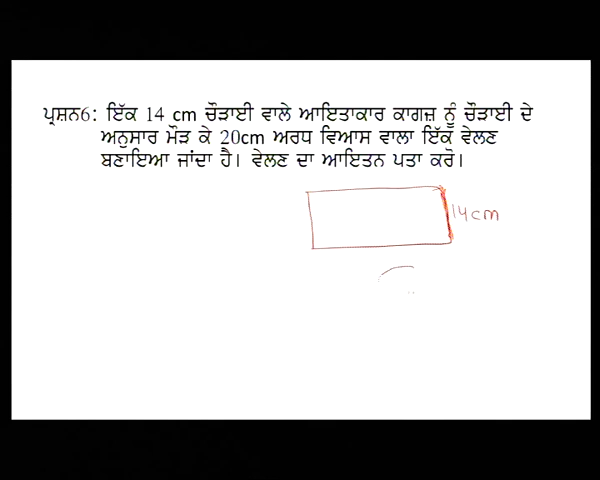 ਪ੍ਰਸ਼ਨ6: ਇੱਕ 14 cm ਚੌੜਾਈ ਵਾਲੇ ਆਇਤਾਕਾਰ ਕਾਗਜ਼ ਨੂੰ ਚੌੜਾਈ ਦੇ
ਅਨੁਸਾਰ ਮੌੜ ਕੇ 20cm ਅਰਧ ਵਿਆਸ ਵਾਲਾ ਇੱਕ ਵੇਲਣ
ਬਣਾਇਆ ਜਾਂਦਾ ਹੈ। ਵੇਲਣ ਦਾ ਆਇਤਨ ਪਤਾ ਕਰੋ।
14cm